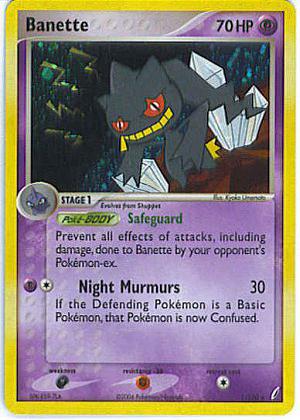 Banette 70 HP
Illus. Kyoko Umemoto
STAGE 1 Evolves from Shuppet
Poké-BODY Safeguard
Prevent all effects of attacks, including
damage, done to Banette by your opponent's
Pokémon-ex.
Night Murmurs 30
If the Defending Pokémon is a Basic
Pokémon, that Pokémon is now Confused.
weakness resistance -30 retreat cost
©2006 Pokémon/Nintendo